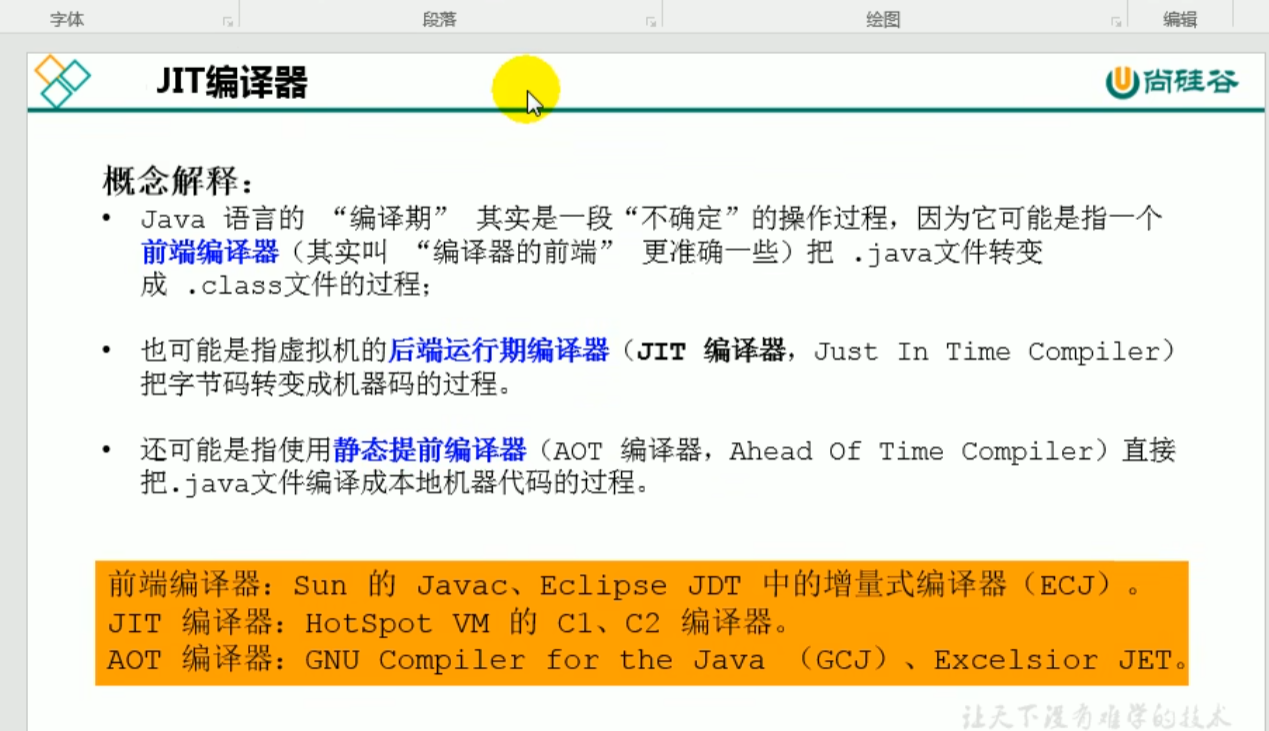 字体 段落 绘图 编辑
JIT编译器
尚硅谷
概念解释：
• Java 语言的 “编译期” 其实是一段“不确定”的操作过程，因为它可能是指一个
前端编译器（其实叫 “编译器的前端” 更准确一些）把 .java文件转变
成 .class文件的过程；
• 也可能是指虚拟机的后端运行期编译器（JIT 编译器，Just In Time Compiler）
把字节码转变成机器码的过程。
• 还可能是指使用静态提前编译器（AOT 编译器，Ahead Of Time Compiler）直接
把.java文件编译成本地机器代码的过程。
前端编译器：Sun 的 Javac、Eclipse JDT 中的增量式编译器（ECJ）。
JIT 编译器：HotSpot VM 的 C1、C2 编译器。
AOT 编译器：GNU Compiler for the Java （GCJ）、Excelsior JET。
让天下没有难学的技术